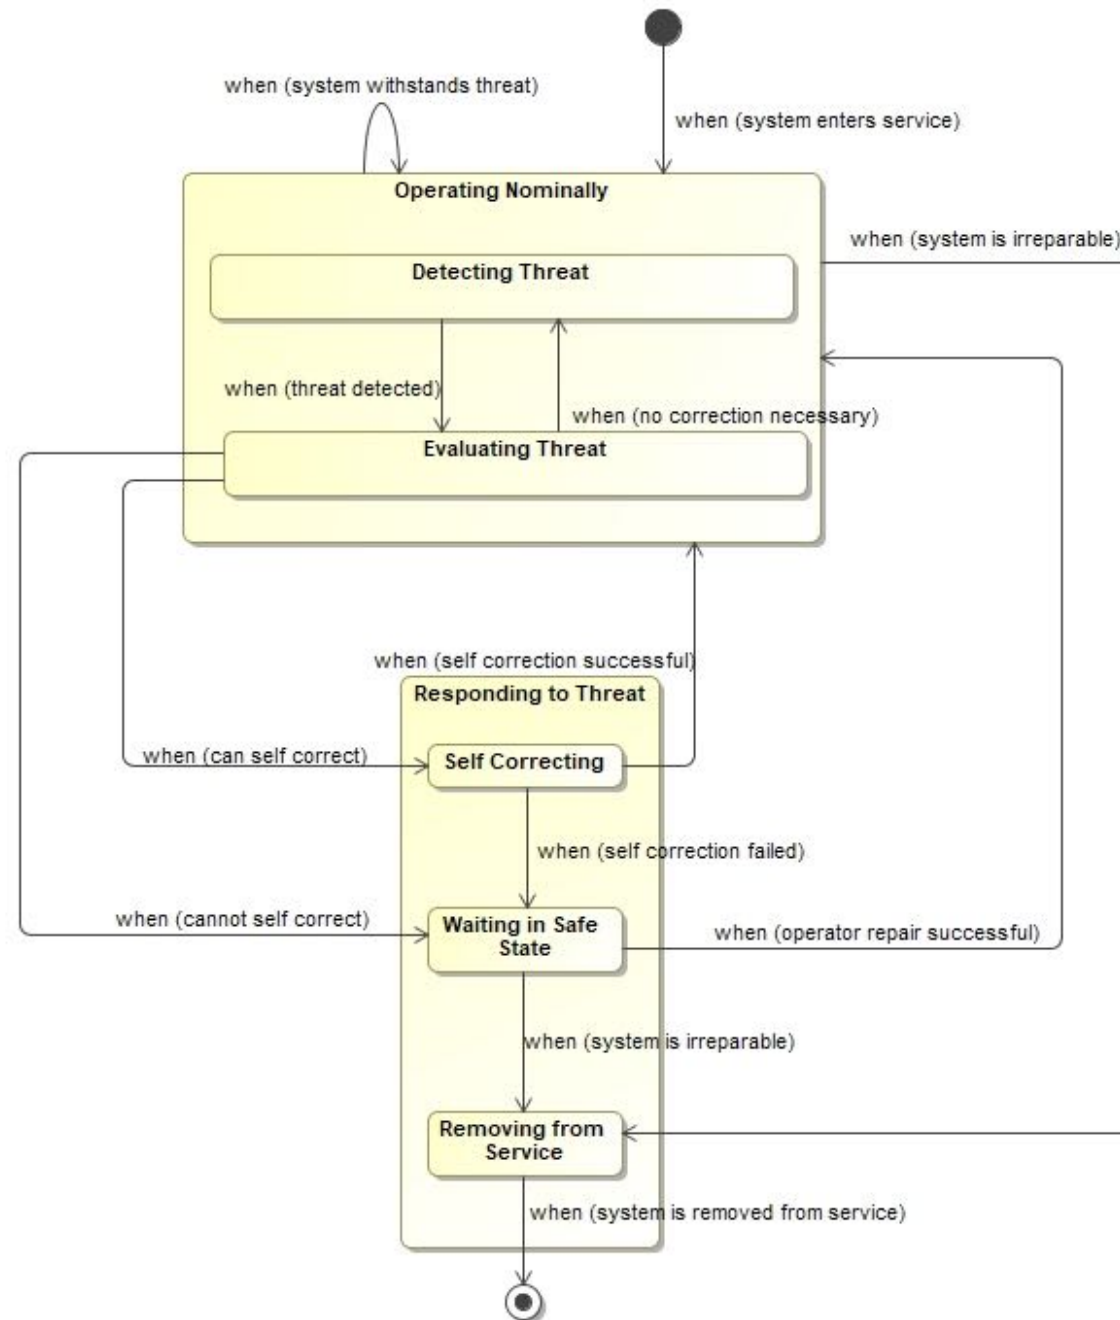 when (system withstands threat)
when (system enters service)
Operating Nominally
when (system is irreparable)
Detecting Threat
when (threat detected)
when (no correction necessary)
Evaluating Threat
when (self correction successful)
Responding to Threat
when (can self correct)
Self Correcting
when (self correction failed)
when (cannot self correct)
Waiting in Safe
State
when (operator repair successful)
when (system is irreparable)
Removing from
Service
when (system is removed from service)